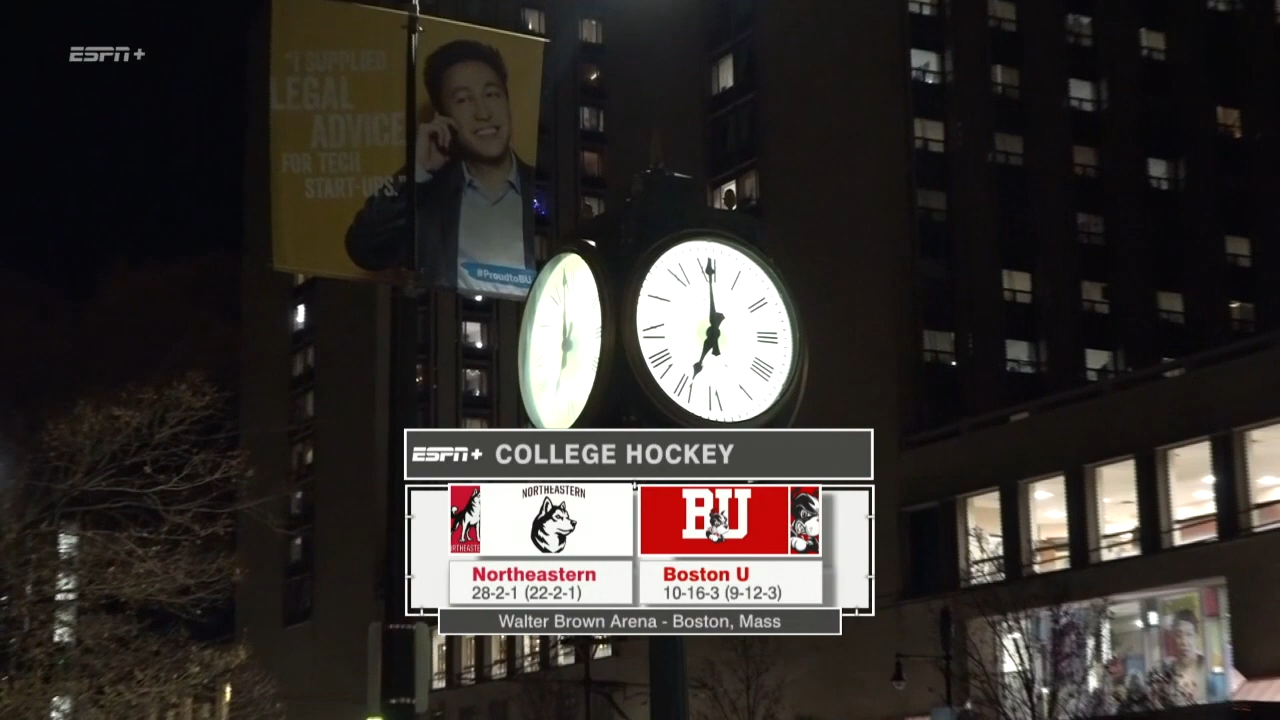 ESPN+
"I SUPPLIED
LEGAL
ADVICE
FOR TECH
START-UPS."
#ProudtoBU
ESPN+ COLLEGE HOCKEY
NORTHEASTERN
BU
Northeastern
28-2-1 (22-2-1)
Boston U
10-16-3 (9-12-3)
Walter Brown Arena - Boston, Mass